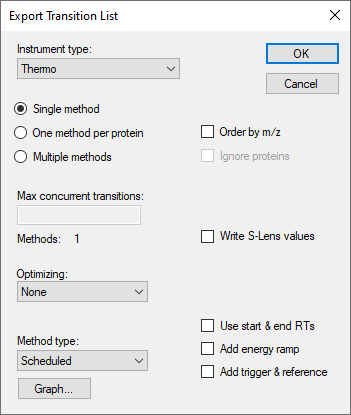 Export Transition List
Instrument type:
Thermo
OK
Cancel
Single method
One method per protein
Multiple methods
Order by m/z
Ignore proteins
Max concurrent transitions:
Methods: 1
Write S-Lens values
Optimizing:
None
Use start & end RTs
Add energy ramp
Add trigger & reference
Method type:
Scheduled
Graph...